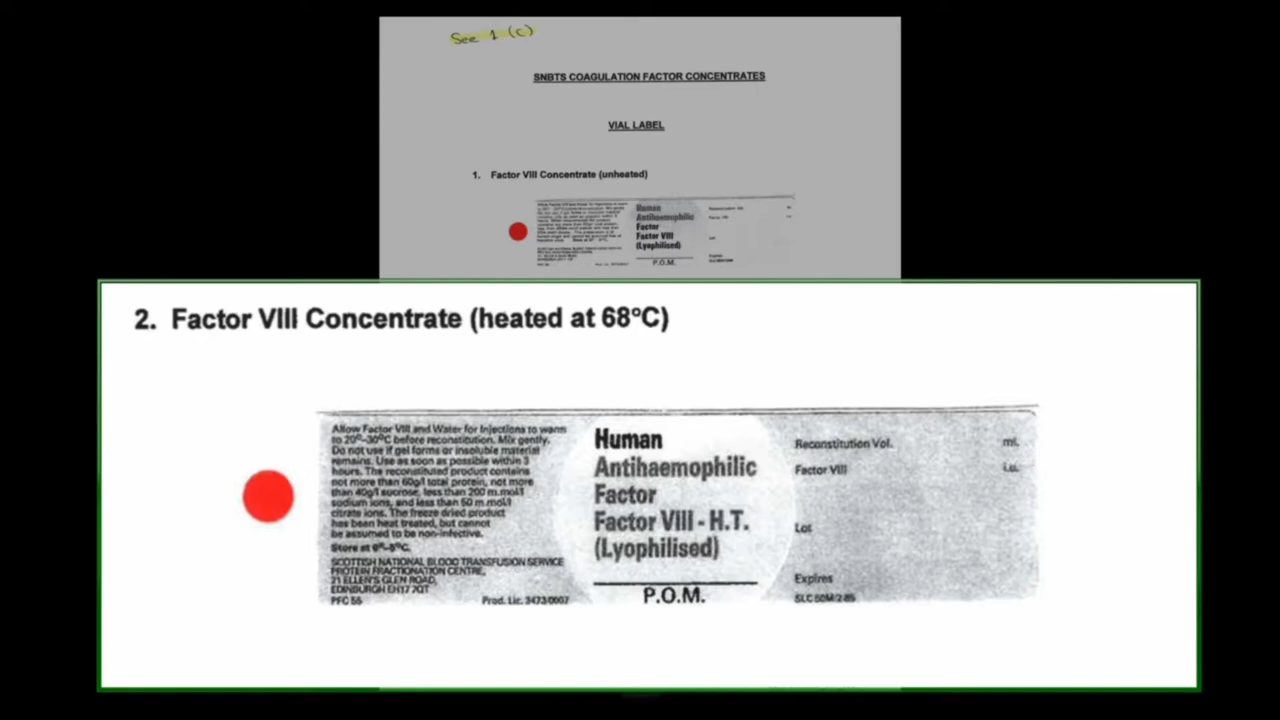 See 1 (c)
SNBTS COAGULATION FACTOR CONCENTRATES
VIAL LABEL
1. Factor VIII Concentrate (unheated)
Human
Antihaemophilic
Factor
Factor VIII
(Lyophilised)
P.O.M.
2. Factor VIII Concentrate (heated at 68°C)
Allow Factor VIII and Water for Injections to warm
to 20°-30°C before reconstitution. Mix gently.
Do not use if gel forms or insoluble material
remains. Use as soon as possible within 3
hours. The reconstituted product contains
not more than 60g/l total protein, not more
than 40g/l sucrose, less than 200 m.mol/l
sodium ions, and less than 50 m.mol/l
citrate ions. The freeze dried product
has been heat treated, but cannot
be assumed to be non-infective.
Store at 0°-5°C.
SCOTTISH NATIONAL BLOOD TRANSFUSION SERVICE
PROTEIN FRACTIONATION CENTRE,
21 ELLEN'S GLEN ROAD,
EDINBURGH EH17 7QT
PFC 55 Prod. Lic. 3473/0007
Human
Antihaemophilic
Factor
Factor VIII - H.T.
(Lyophilised)
P.O.M.
Reconstitution Vol. ml.
Factor VIII i.u.
Lot
Expires
SLC 50M/2-85